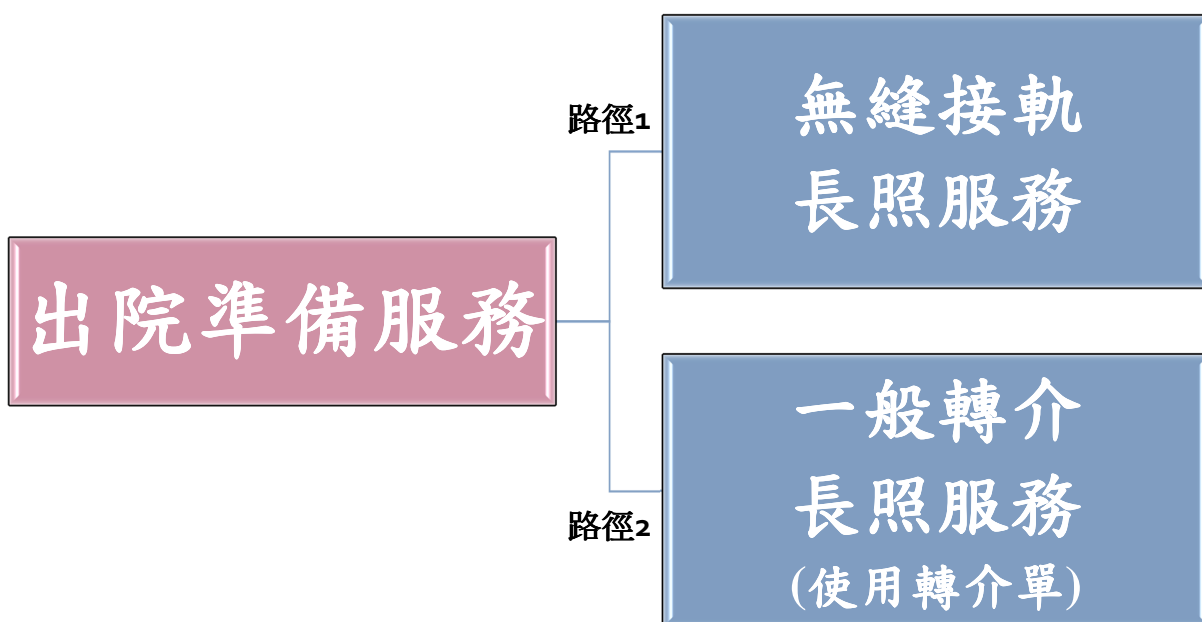 路徑1
無縫接軌
長照服務
出院準備服務
一般轉介
長照服務
(使用轉介單)
路徑2